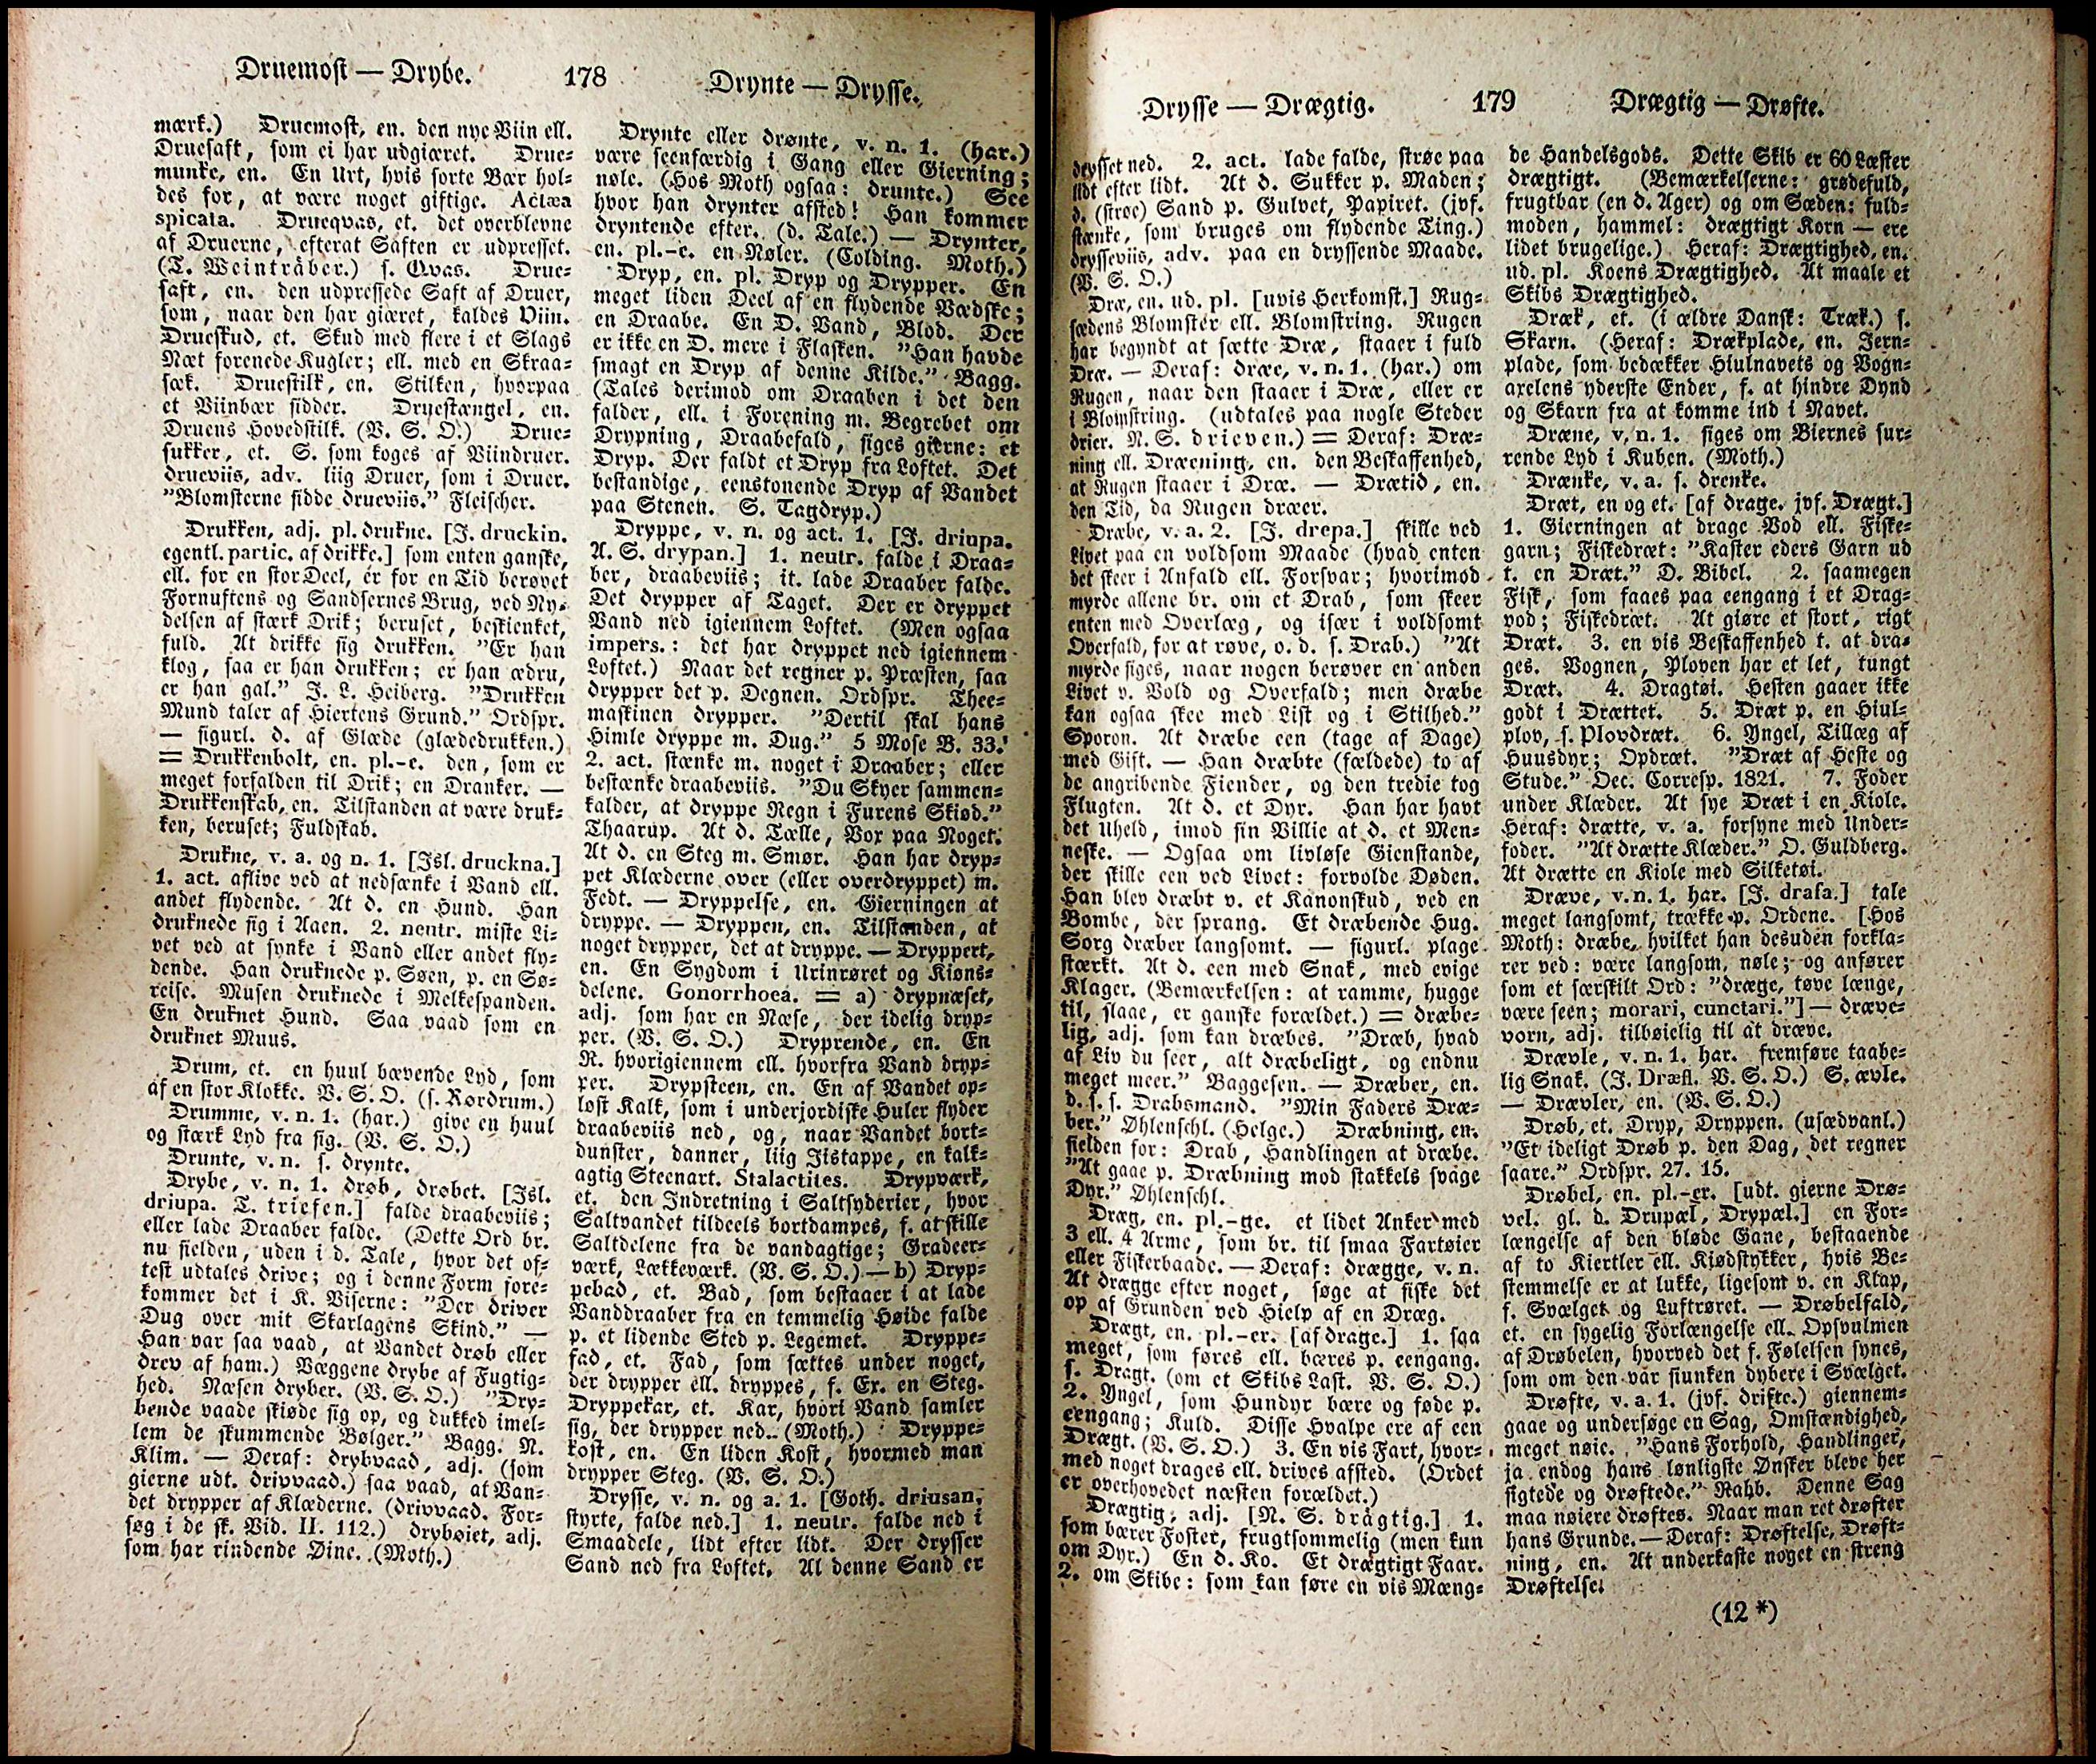 Druemost — Drybe.
178
Drynte — Drysse.
mærk.) Druemost, en. den nye Viin ell.
Druesaft, som ei har udgiæret. Drue-
munke, en. En Urt, hvis sorte Bær hol-
des for, at være noget giftige. Actæa
spicata. Drueqvas, et. det overblevne
af Druerne, efterat Saften er udpresset.
(T. Weinträber.) s. Qvas. Drue-
saft, en. den udpressede Saft af Druer,
som, naar den har giæret, kaldes Viin.
Drueskud, et. Skud med flere i et Slags
Næt forenede Kugler; ell. med en Skraa-
sæk. Druestilk, en. Stilken, hvorpaa
et Viinbær sidder. Druestængel, en.
Druens Hovedstilk. (V. S. O.) Drue-
sukker, et. S. som koges af Viindruer.
drueviis, adv. liig Druer, som i Druer.
"Blomsterne sidde drueviis." Fleischer.
Drukken, adj. pl. drukne. [J. druckin.
egentl. partic. af drikke.] som enten ganske,
ell. for en stor Deel, er for en Tid berøvet
Fornuftens og Sandsernes Brug, ved Ny-
delsen af stærk Drik; beruset, beskienket,
fuld. At drikke sig drukken. "Er han
klog, saa er han drukken; er han ædru,
er han gal." J. L. Heiberg. "Drukken
Mund taler af Hiertens Grund." Ordspr.
— figurl. d. af Glæde (glædedrukken.)
= Drukkenbolt, en. pl.-e. den, som er
meget forfalden til Drik; en Dranker. —
Drukkenskab, en. Tilstanden at være druk-
ken, beruset; Fuldskab.
Drukne, v. a. og n. 1. [Isl. druckna.]
1. act. aflive ved at nedsænke i Vand ell.
andet flydende. At d. en Hund. Han
druknede sig i Aaen. 2. neutr. miste Li-
vet ved at synke i Vand eller andet fly-
dende. Han druknede p. Søen, p. en Sø-
reise. Musen druknede i Melkespanden.
En druknet Hund. Saa vaad som en
druknet Muus.
Drum, et. en huul bævende Lyd, som
af en stor Klokke. V. S. O. (s. Rordrum.)
Drumme, v. n. 1. (har.) give en huul
og stærk Lyd fra sig. (V. S. O.)
Drunte, v. n. s. drynte.
Drybe, v. n. 1. drøb, drøbet. [Isl.
driupa. T. triefen.] falde draabeviis;
eller lade Draaber falde. (Dette Ord br.
nu sielden, uden i d. Tale, hvor det of-
test udtales drive; og i denne Form fore-
kommer det i K. Viserne: "Der driver
Dug over mit Skarlagens Skind." —
Han var saa vaad, at Vandet drøb eller
drev af ham.) Væggene drybe af Fugtig-
hed. Næsen dryber. (V. S. O.) "Dry-
bende vaade skiøde sig op, og dukked imel-
lem de skummende Bølger." Bagg. N.
Klim. — Deraf: drybvaad, adj. (som
gierne udt. drivvaad.) saa vaad, at Van-
det drypper af Klæderne. (drivvaad. For-
søg i de sk. Vid. II. 112.) drybøiet, adj.
som har rindende Øine. (Moth.)
Drynte eller drønte, v. n. 1. (har.)
være seenfærdig i Gang eller Gierning;
nøle. (Hos Moth ogsaa: drunte.) See
hvor han drynter afsted! Han kommer
dryntende efter. (d. Tale.) — Drynter,
en. pl.-e. en Nøler. (Colding. Moth.)
Dryp, en. pl. Dryp og Drypper. En
meget liden Deel af en flydende Vædske;
en Draabe. En D. Vand, Blod. Der
er ikke en D. mere i Flasken. "Han havde
smagt en Dryp af denne Kilde." Bagg.
(Tales derimod om Draaben i det den
falder, ell. i Forening m. Begrebet om
Drypning, Draabefald, siges gierne: et
Dryp. Der faldt et Dryp fra Loftet. Det
bestandige, eenstonende Dryp af Vandet
paa Stenen. S. Tagdryp.)
Dryppe, v. n. og act. 1. [J. driupa.
A. S. drypan.] 1. neutr. falde i Draa-
ber, draabeviis; it. lade Draaber falde.
Det drypper af Taget. Der er dryppet
Vand ned igiennem Loftet. (Men ogsaa
impers.: det har dryppet ned igiennem
Loftet.) Naar det regner p. Præsten, saa
drypper det p. Degnen. Ordspr. Thee-
maskinen drypper. "Dertil skal hans
Himle dryppe m. Dug." 5 Mose B. 33.
2. act. stænke m. noget i Draaber; eller
bestænke draabeviis. "Du Skyer sammen-
kalder, at dryppe Regn i Furens Skiød."
Thaarup. At d. Tælle, Vox paa Noget.
At d. en Steg m. Smør. Han har dryp-
pet Klæderne over (eller overdryppet) m.
Fedt. — Dryppelse, en. Gierningen at
dryppe. — Dryppen, en. Tilstanden, at
noget drypper, det at dryppe. — Dryppert,
en. En Sygdom i Urinrøret og Kiøns-
delene. Gonorrhoea. = a) drypnæset,
adj. som har en Næse, der idelig dryp-
per. (V. S. O.) Dryprende, en. En
R. hvorigiennem ell. hvorfra Vand dryp-
per. Drypsteen, en. En af Vandet op-
løst Kalk, som i underjordiske Huler flyder
draabeviis ned, og, naar Vandet bort-
dunster, danner, liig Iistappe, en kalk-
agtig Steenart. Stalactites. Drypværk,
et. den Indretning i Saltsyderier, hvor
Saltvandet tildeels bortdampes, f. at skille
Saltdelene fra de vandagtige; Gradeer-
værk, Lækkeværk. (V. S. O.) — b) Dryp-
pebad, et. Bad, som bestaaer i at lade
Vanddraaber fra en temmelig Høide falde
p. et lidende Sted p. Legemet. Dryppe-
fad, et. Fad, som sættes under noget,
der drypper ell. dryppes, f. Ex. en Steg.
Dryppekar, et. Kar, hvori Vand samler
sig, der drypper ned. (Moth.) Dryppe-
kost, en. En liden Kost, hvormed man
drypper Steg. (V. S. O.)
Drysse, v. n. og a. 1. [Goth. driusan,
styrte, falde ned.] 1. neutr. falde ned i
Smaadele, lidt efter lidt. Der drysser
Sand ned fra Loftet. Al denne Sand er
Drysse — Drægtig.
179
Drægtig — Drøfte.
drysset ned. 2. act. lade falde, strøe paa
lidt efter lidt. At d. Sukker p. Maden;
d. (strøe) Sand p. Gulvet, Papiret. (jvf.
stænke, som bruges om flydende Ting.)
drysseviis, adv. paa en dryssende Maade.
(V. S. O.)
Dræ, en. ud. pl. [uvis Herkomst.] Rug-
sædens Blomster ell. Blomstring. Rugen
har begyndt at sætte Dræ, staaer i fuld
Dræ. — Deraf: dræe, v. n. 1. (har.) om
Rugen, naar den staaer i Dræ, eller er
i Blomstring. (udtales paa nogle Steder
drier. N. S. drieven.) = Deraf: Dræ-
ning ell. Dræening, en. den Beskaffenhed,
at Rugen staaer i Dræ. — Drætid, en.
den Tid, da Rugen dræer.
Dræbe, v. a. 2. [J. drepa.] skille ved
Livet paa en voldsom Maade (hvad enten
det skeer i Anfald ell. Forsvar; hvorimod
myrde allene br. om et Drab, som skeer
enten med Overlæg, og især i voldsomt
Overfald, for at røve, o. d. s. Drab.) "At
myrde siges, naar nogen berøver en anden
Livet v. Vold og Overfald; men dræbe
kan ogsaa skee med List og i Stilhed."
Sporon. At dræbe een (tage af Dage)
med Gift. — Han dræbte (fældede) to af
de angribende Fiender, og den tredie tog
Flugten. At d. et Dyr. Han har havt
det Uheld, imod sin Villie at d. et Men-
neske. — Ogsaa om livløse Gienstande,
der skille een ved Livet: forvolde Døden.
Han blev dræbt v. et Kanonskud, ved en
Bombe, der sprang. Et dræbende Hug.
Sorg dræber langsomt. — figurl. plage
stærkt. At d. een med Snak, med evige
Klager. (Bemærkelsen: at ramme, hugge
til, slaae, er ganske forældet.) = dræbe-
lig, adj. som kan dræbes. "Dræb, hvad
af Liv du seer, alt dræbeligt, og endnu
meget meer." Baggesen. — Dræber, en.
d. s. s. Drabsmand. "Min Faders Dræ-
ber." Øhlenschl. (Helge.) Dræbning, en.
sielden for: Drab, Handlingen at dræbe.
"At gaae p. Dræbning mod stakkels svage
Dyr." Øhlenschl.
Dræg, en. pl.-ge. et lidet Anker med
3 ell. 4 Arme, som br. til smaa Fartøier
eller Fiskerbaade. — Deraf: drægge, v. n.
At drægge efter noget, søge at fiske det
op af Grunden ved Hielp af en Dræg.
Drægt, en. pl.-er. [af drage.] 1. saa
meget, som føres ell. bæres p. eengang.
s. Dragt. (om et Skibs Last. V. S. O.)
2. Yngel, som Hundyr bære og føde p.
eengang; Kuld. Disse Hvalpe ere af een
Drægt. (V. S. O.) 3. En vis Fart, hvor-
med noget drages ell. drives afsted. (Ordet
er overhovedet næsten forældet.)
Drægtig, adj. [N. S. drägtig.] 1.
som bærer Foster, frugtsommelig (men kun
om Dyr.) En d. Ko. Et drægtigt Faar.
2. om Skibe: som kan føre en vis Mæng-
de Handelsgods. Dette Skib er 60 Læster
drægtigt. (Bemærkelserne: grødefuld,
frugtbar (en d. Ager) og om Sæden: fuld-
moden, hammel: drægtigt Korn — ere
lidet brugelige.) Heraf: Drægtighed, en.
ud. pl. Koens Drægtighed. At maale et
Skibs Drægtighed.
Dræk, et. (i ældre Dansk: Træk.) s.
Skarn. (Heraf: Drækplade, en. Jern-
plade, som bedækker Hiulnavets og Vogn-
axelens yderste Ender, f. at hindre Dynd
og Skarn fra at komme ind i Navet.
Dræne, v. n. 1. siges om Biernes sur-
rende Lyd i Kuben. (Moth.)
Drænke, v. a. s. drenke.
Dræt, en og et. [af drage. jvf. Drægt.]
1. Gierningen at drage Vod ell. Fiske-
garn; Fiskedræt: "Kaster eders Garn ud
t. en Dræt." D. Bibel. 2. saamegen
Fisk, som faaes paa eengang i et Drag-
vod; Fiskedræt. At giøre et stort, rigt
Dræt. 3. en vis Beskaffenhed t. at dra-
ges. Vognen, Ploven har et let, tungt
Dræt. 4. Dragtøi. Hesten gaaer ikke
godt i Drættet. 5. Dræt p. en Hiul-
plov, s. Plovdræt. 6. Yngel, Tillæg af
Huusdyr; Opdræt. "Dræt af Heste og
Stude." Oec. Corresp. 1821. 7. Foder
under Klæder. At sye Dræt i en Kiole.
Heraf: drætte, v. a. forsyne med Under-
foder. "At drætte Klæder." O. Guldberg.
At drætte en Kiole med Silketøi.
Dræve, v. n. 1. har. [J. drafa.] tale
meget langsomt, trække p. Ordene. [Hos
Moth: dræbe, hvilket han desuden forkla-
rer ved: være langsom, nøle; og anfører
som et særskilt Ord: "dræge, tøve længe,
være seen; morari, cunctari."] — dræve-
vorn, adj. tilbøielig til at dræve.
Drævle, v. n. 1. har. fremføre taabe-
lig Snak. (J. Dræfl. V. S. O.) S. ævle.
— Drævler, en. (V. S. O.)
Drøb, et. Dryp, Dryppen. (usædvanl.)
"Et ideligt Drøb p. den Dag, det regner
saare." Ordspr. 27. 15.
Drøbel, en. pl.-er. [udt. gierne Drø-
vel. gl. d. Drupæl, Drypæl.] en For-
længelse af den bløde Gane, bestaaende
af to Kiertler ell. Kiødstykker, hvis Be-
stemmelse er at lukke, ligesom v. en Klap,
f. Svælget og Luftrøret. — Drøbelfald,
et. en sygelig Forlængelse ell. Opsvulmen
af Drøbelen, hvorved det f. Følelsen synes,
som om den var siunken dybere i Svælget.
Drøfte, v. a. 1. (jvf. drifte.) giennem-
gaae og undersøge en Sag, Omstændighed,
meget nøie. "Hans Forhold, Handlinger,
ja endog hans lønligste Ønsker bleve her
sigtede og drøftede." Rahb. Denne Sag
maa nøiere drøftes. Naar man ret drøfter
hans Grunde. — Deraf: Drøftelse, Drøft-
ning, en. At underkaste noget en streng
Drøftelse.
(12*)